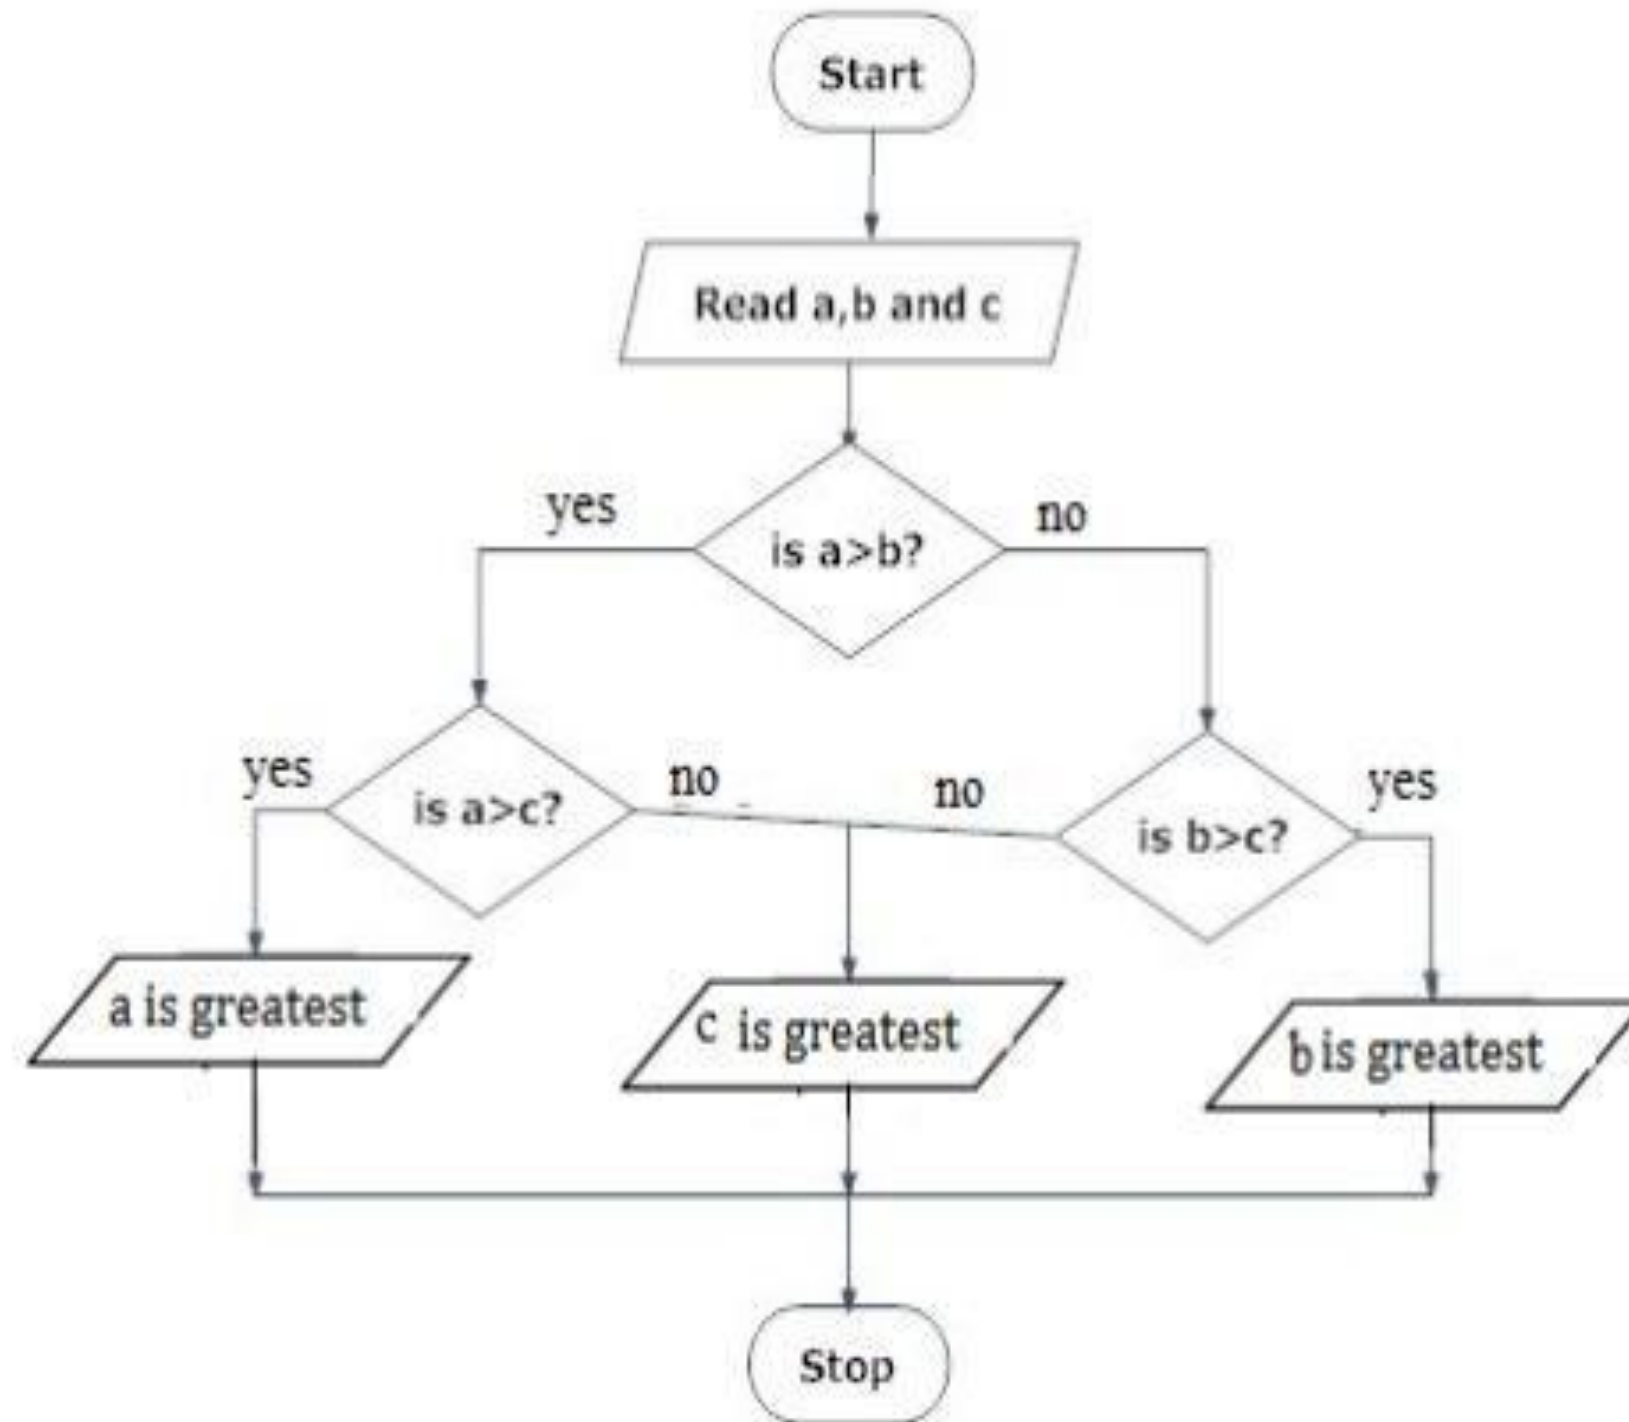 Start
Read a,b and c
yes
no
is a>b?
yes
no
no
yes
is a>c?
is b>c?
a is greatest
c is greatest
b is greatest
Stop